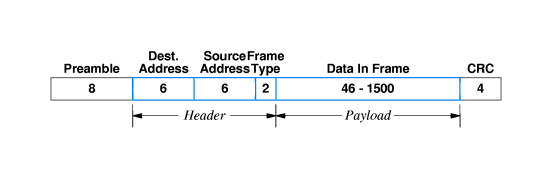 Dest. Source Frame
Preamble Address Address Type Data In Frame CRC
8 6 6 2 46 - 1500 4
Header Payload